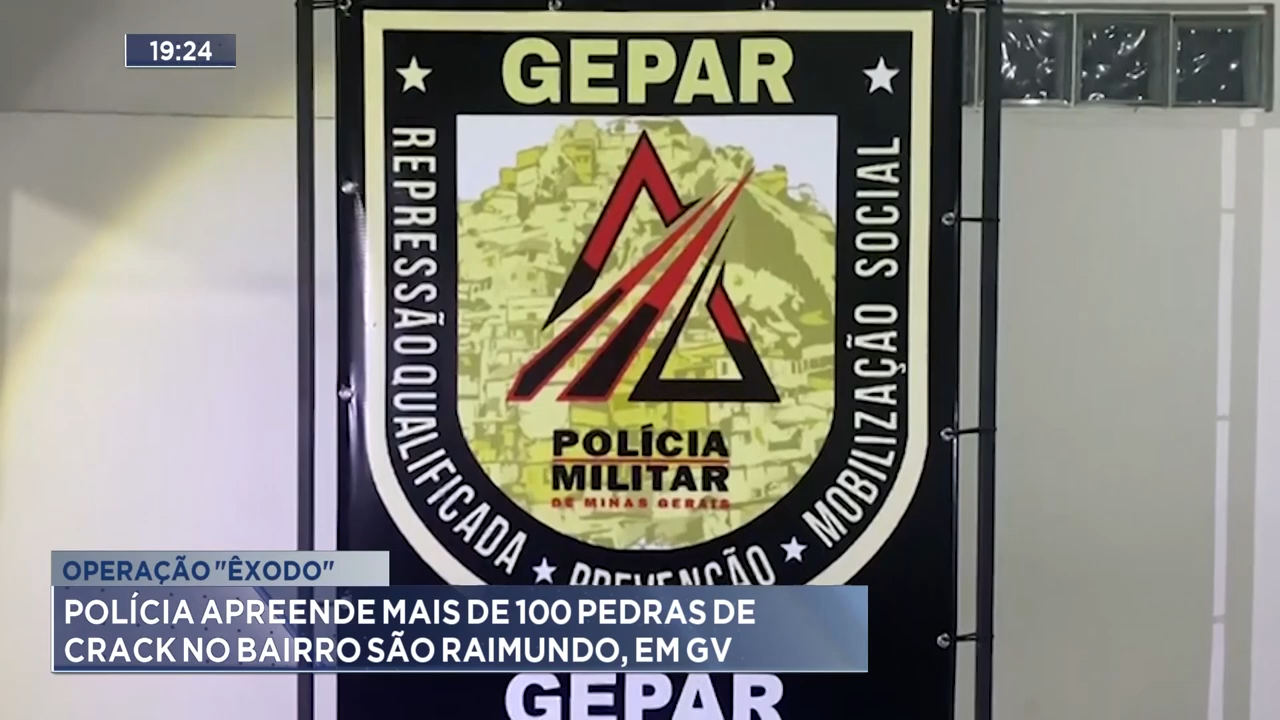 19:24
GEPAR
REPRESSÃO QUALIFICADA
PREVENÇÃO
MOBILIZAÇÃO SOCIAL
POLÍCIA
MILITAR
DE MINAS GERAIS
OPERAÇÃO "ÊXODO"
POLÍCIA APREENDE MAIS DE 100 PEDRAS DE
CRACK NO BAIRRO SÃO RAIMUNDO, EM GV
GEPAR